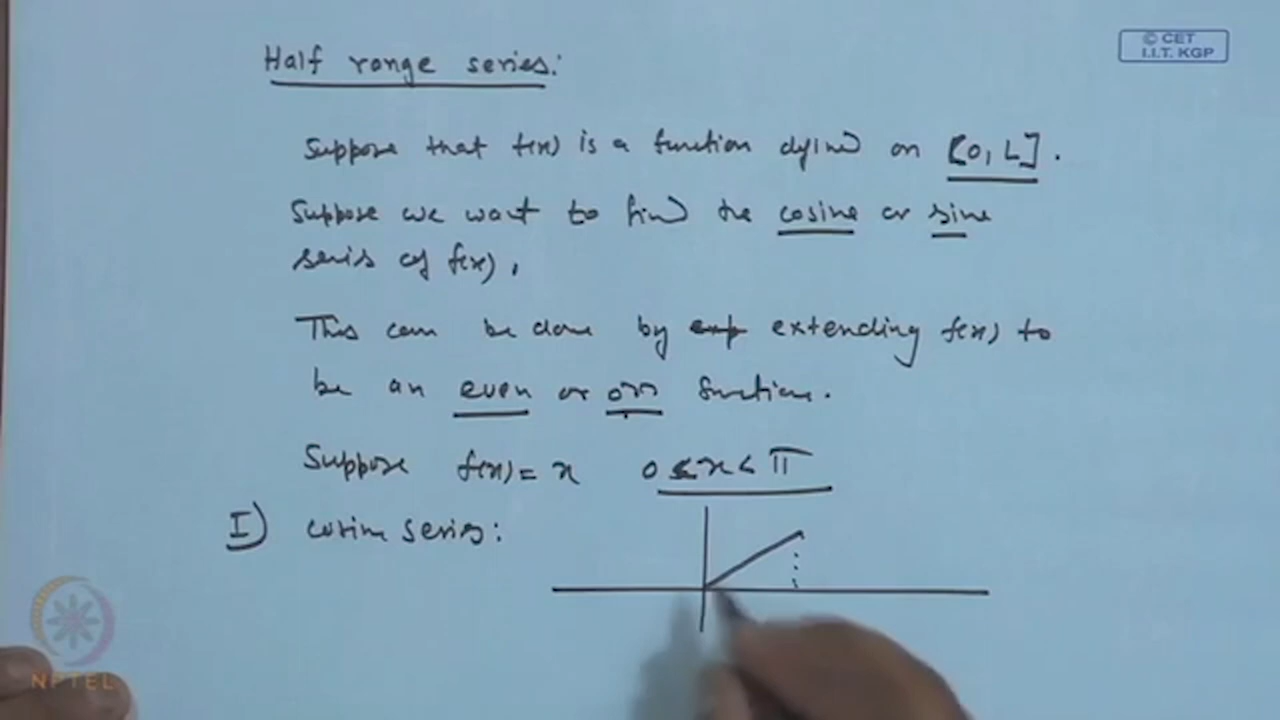 © CET
I.I.T. KGP
Half range series:
Suppose that f(x) is a function defined on [0, L].
Suppose we want to find the cosine or sine
series of f(x),
This can be done by exp extending f(x) to
be an even or odd function.
Suppose f(x) = x 0 ≤ x < π
I) cosine series:
NPTEL